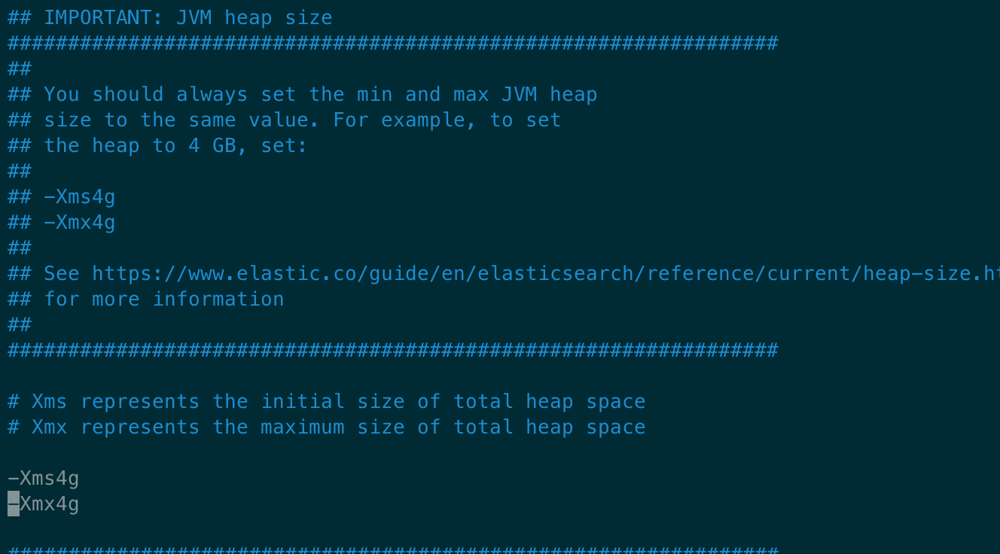 ## IMPORTANT: JVM heap size
################################################################
##
## You should always set the min and max JVM heap
## size to the same value. For example, to set
## the heap to 4 GB, set:
##
## -Xms4g
## -Xmx4g
##
## See https://www.elastic.co/guide/en/elasticsearch/reference/current/heap-size.ht
## for more information
##
################################################################
# Xms represents the initial size of total heap space
# Xmx represents the maximum size of total heap space
-Xms4g
-Xmx4g
################################################################